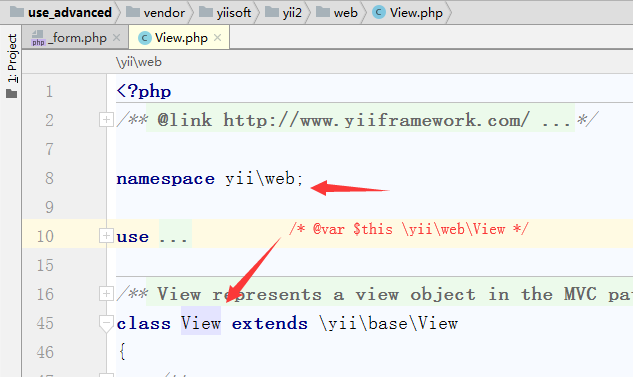 use_advanced vendor yiisoft yii2 web View.php
_form.php × View.php ×
1: Project
\yii\web
1 <?php
2 /** @link http://www.yiiframework.com/ ...*/
7
8 namespace yii\web;
9
10 use ... /* @var $this \yii\web\View */
15
16 /** View represents a view object in the MVC pa
45 class View extends \yii\base\View
46 {
47 /**